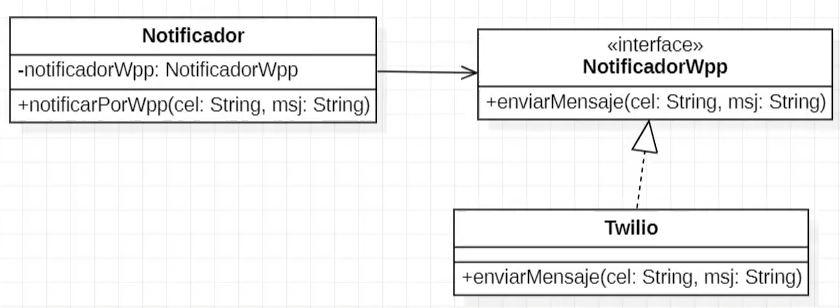 Notificador
-notificadorWpp: NotificadorWpp
+notificarPorWpp(cel: String, msj: String)
«interface»
NotificadorWpp
+enviarMensaje(cel: String, msj: String)
Twilio
+enviarMensaje(cel: String, msj: String)